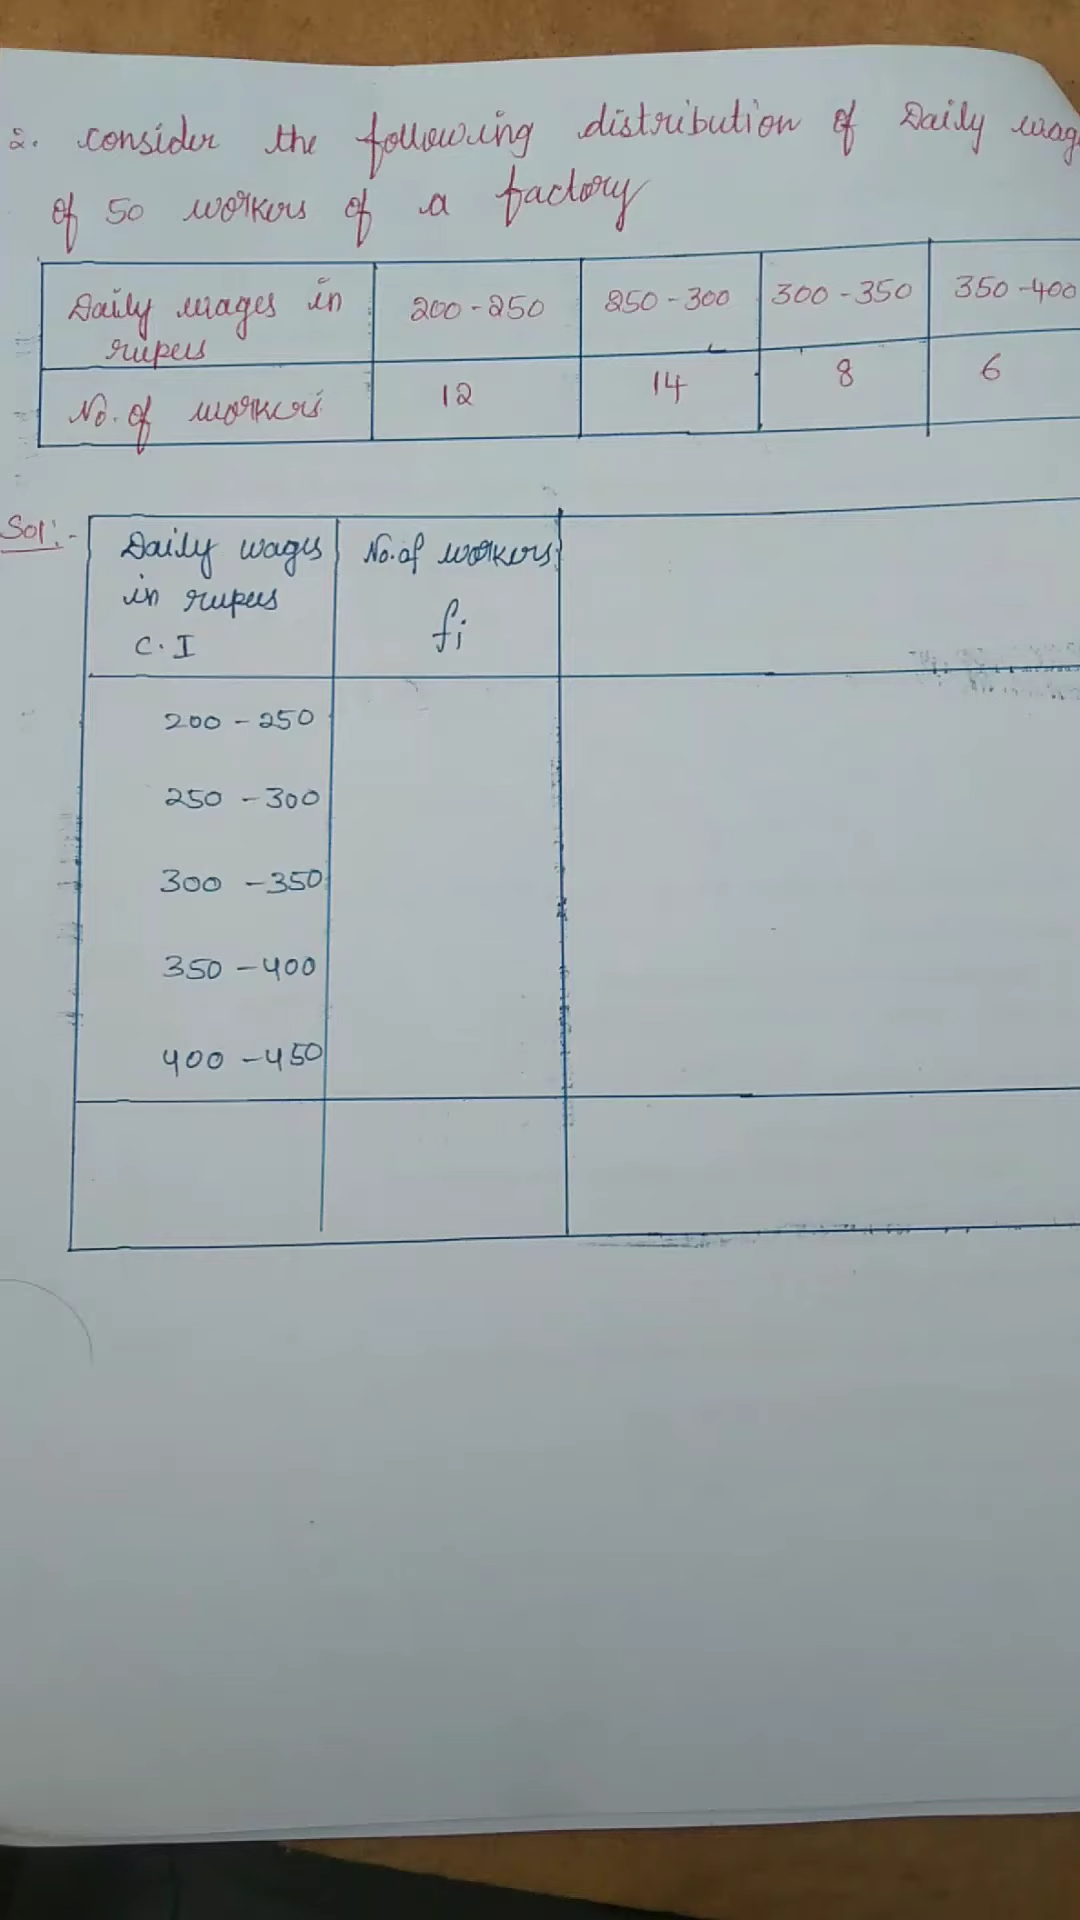 2. consider the following distribution of Daily
of 50 workers of a factory
Daily wages in rupees 200-250 250-300 300-350 350-400
No. of workers 12 14 8 6
Sol:-
Daily wages in rupees C.I No. of workers fi
200-250
250-300
300-350
350-400
400-450